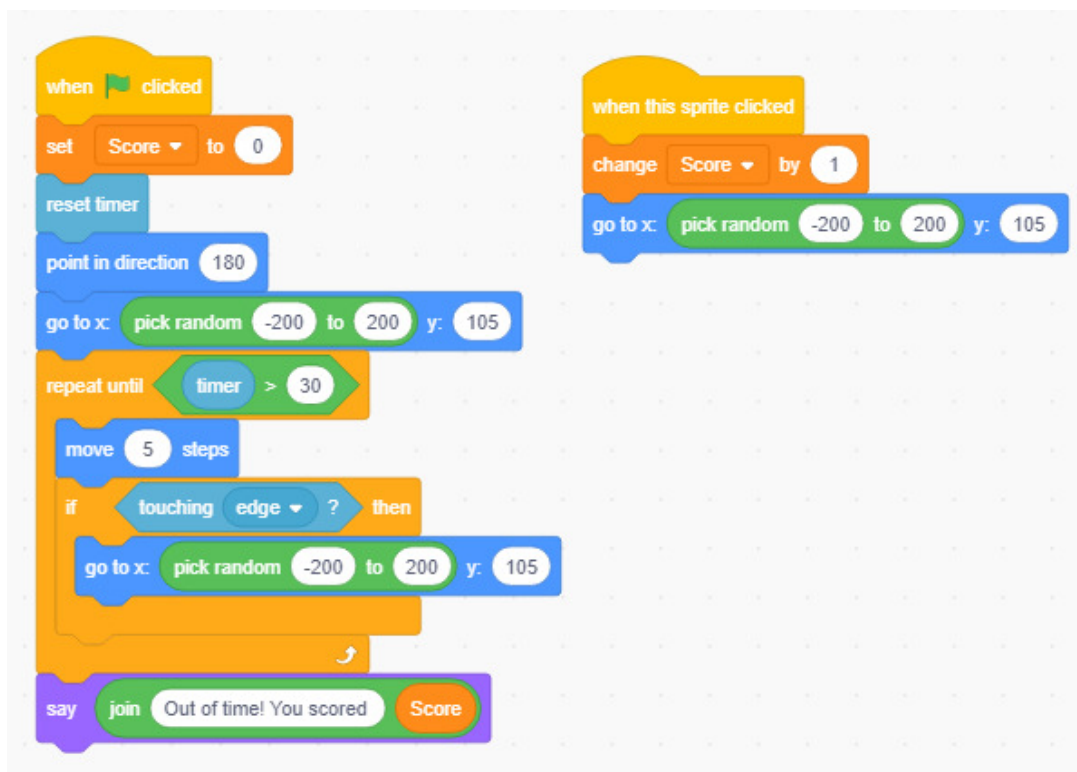 when clicked
set Score to 0
reset timer
point in direction 180
go to x: pick random -200 to 200 y: 105
repeat until timer > 30
move 5 steps
if touching edge ? then
go to x: pick random -200 to 200 y: 105
say join Out of time! You scored Score
when this sprite clicked
change Score by 1
go to x: pick random -200 to 200 y: 105